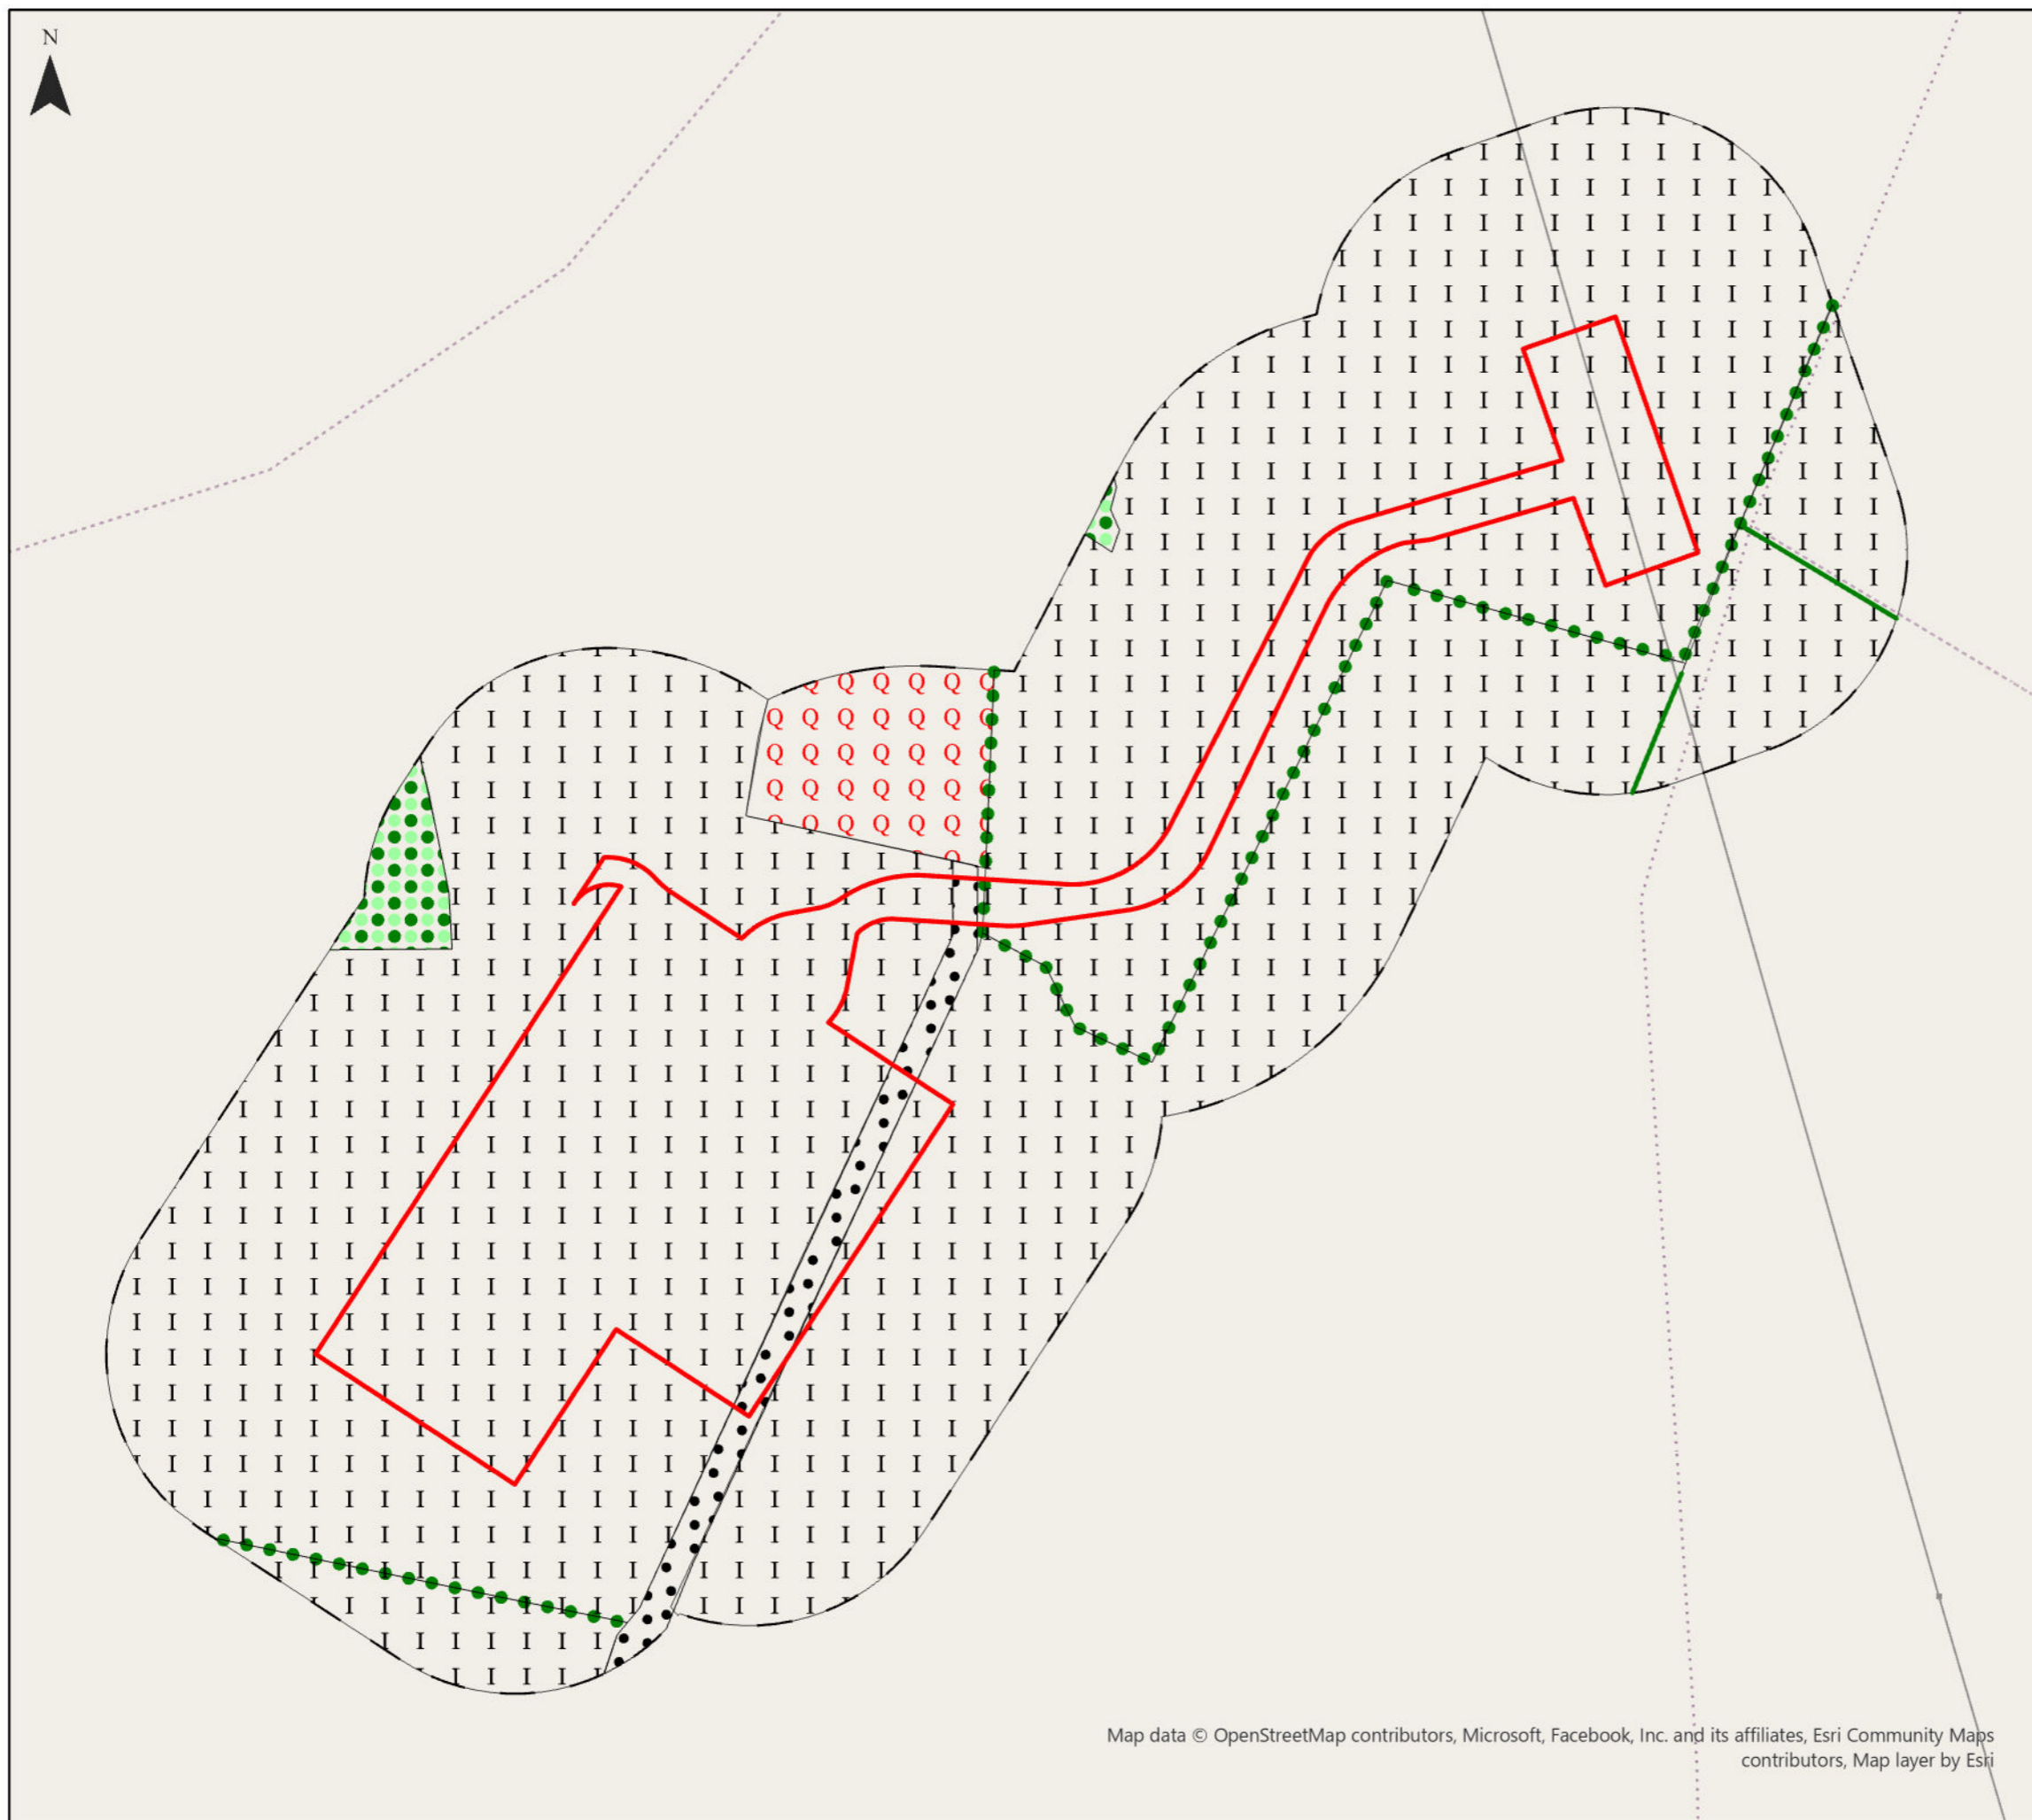 N
Map data © OpenStreetMap contributors, Microsoft, Facebook, Inc. and its affiliates, Esri Community Maps
contributors, Map layer by Esri